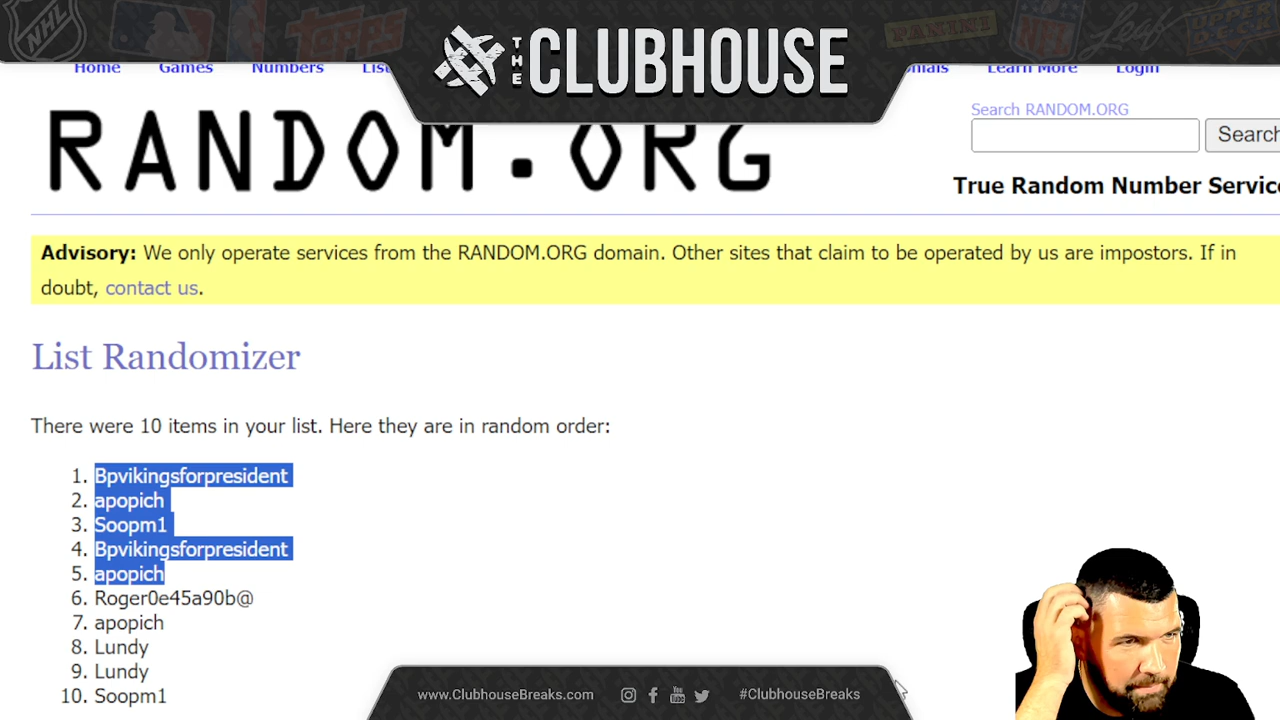 NHL
TOPPS
THE CLUBHOUSE
PANINI
NFL
Leaf
UPPER DECK
Home Games Numbers Learn More Login
RANDOM.ORG
Search RANDOM.ORG
Search
True Random Number Service
Advisory: We only operate services from the RANDOM.ORG domain. Other sites that claim to be operated by us are impostors. If in
doubt, contact us.
List Randomizer
There were 10 items in your list. Here they are in random order:
1. Bpvikingsforpresident
2. apopich
3. Soopm1
4. Bpvikingsforpresident
5. apopich
6. Roger0e45a90b@
7. apopich
8. Lundy
9. Lundy
10. Soopm1
www.ClubhouseBreaks.com
#ClubhouseBreaks